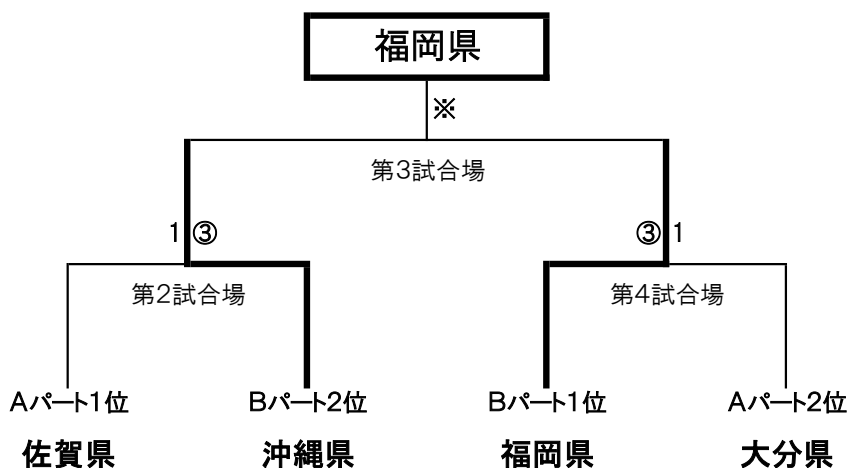 福岡県
※
第3試合場
1 ③ ③ 1
第2試合場 第4試合場
Aパート1位 Bパート2位 Bパート1位 Aパート2位
佐賀県 沖縄県 福岡県 大分県